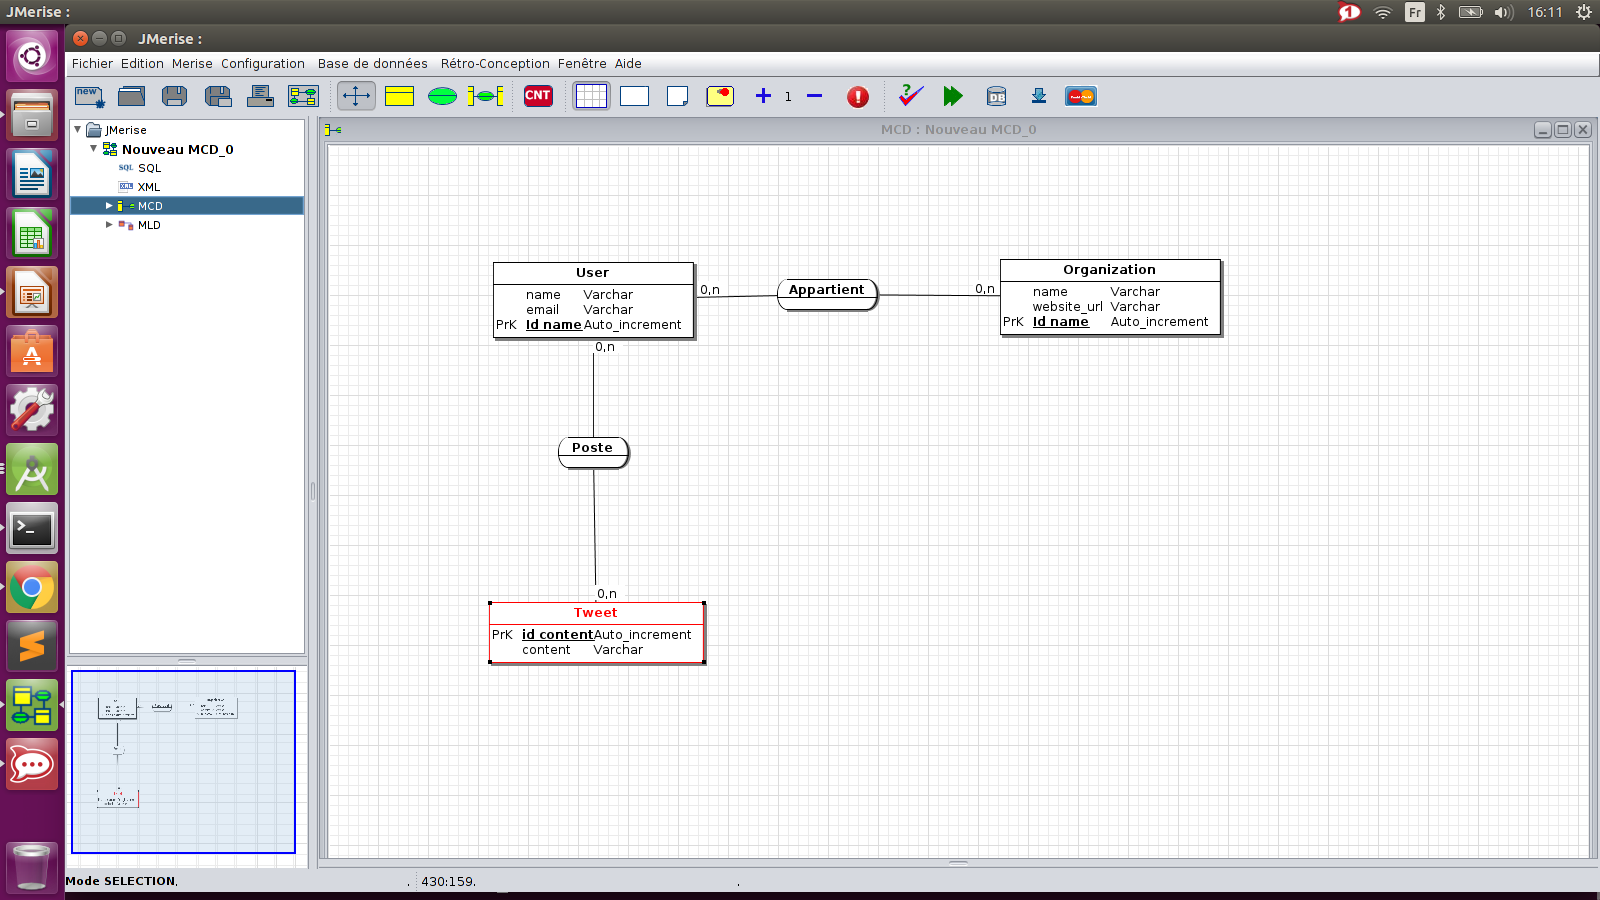 JMerise :
1
Fr
16:11
JMerise :
Fichier Edition Merise Configuration Base de données Rétro-Conception Fenêtre Aide
new
CNT
1
DB
JMerise
Nouveau MCD_0
SQL SQL
XML XML
MCD
MLD
MCD : Nouveau MCD_0
User
name Varchar
email Varchar
PrK Id name Auto_increment
0,n
Appartient
0,n
Organization
name Varchar
website_url Varchar
PrK Id name Auto_increment
0,n
Poste
0,n
Tweet
PrK id content Auto_increment
content Varchar
Mode SELECTION. . 430:159. .